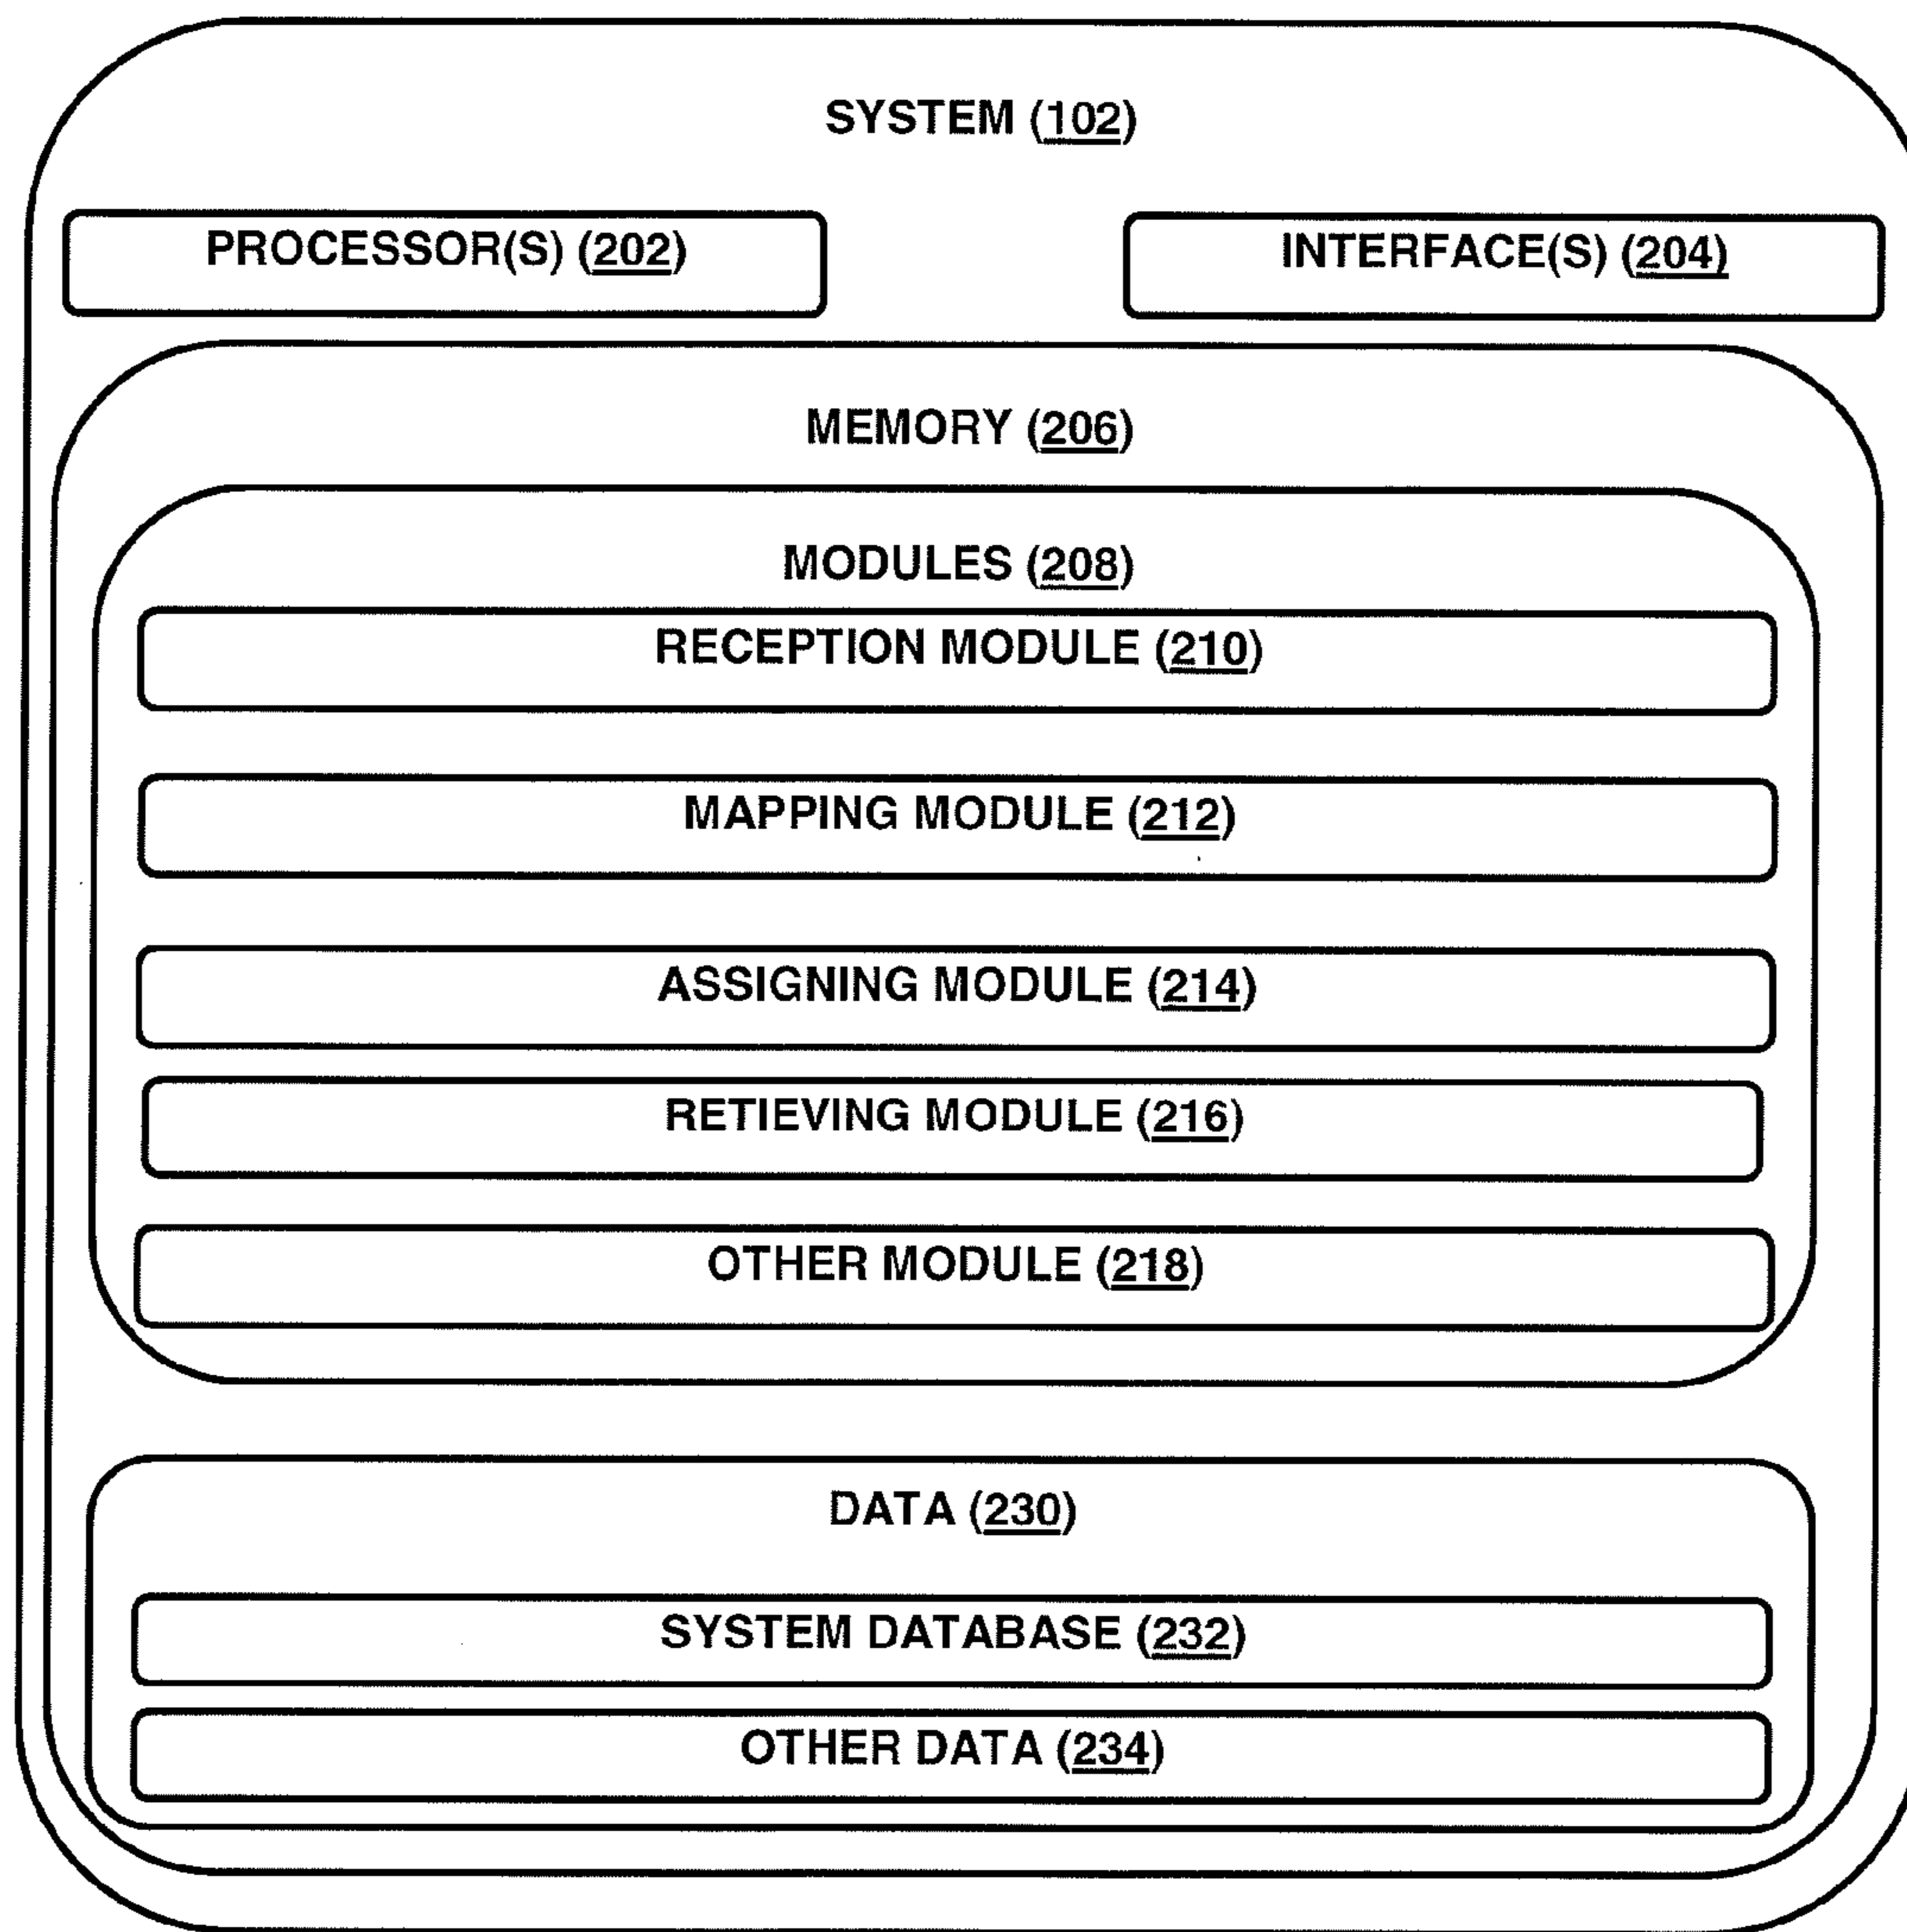 SYSTEM (102)
PROCESSOR(S) (202)
INTERFACE(S) (204)
MEMORY (206)
MODULES (208)
RECEPTION MODULE (210)
MAPPING MODULE (212)
ASSIGNING MODULE (214)
RETIEVING MODULE (216)
OTHER MODULE (218)
DATA (230)
SYSTEM DATABASE (232)
OTHER DATA (234)